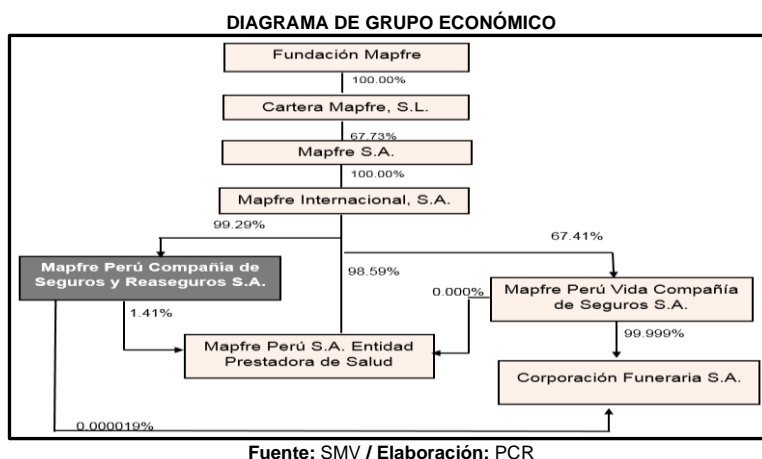 DIAGRAMA DE GRUPO ECONÓMICO
Fundación Mapfre
100.00%
Cartera Mapfre, S.L.
67.73%
Mapfre S.A.
100.00%
Mapfre Internacional, S.A.
99.29%
67.41%
Mapfre Perú Compañía de
Seguros y Reaseguros S.A.
98.59%
0.000%
Mapfre Perú Vida Compañía
de Seguros S.A.
1.41%
99.999%
Mapfre Perú S.A. Entidad
Prestadora de Salud
Corporación Funeraria S.A.
0.000019%
Fuente: SMV / Elaboración: PCR